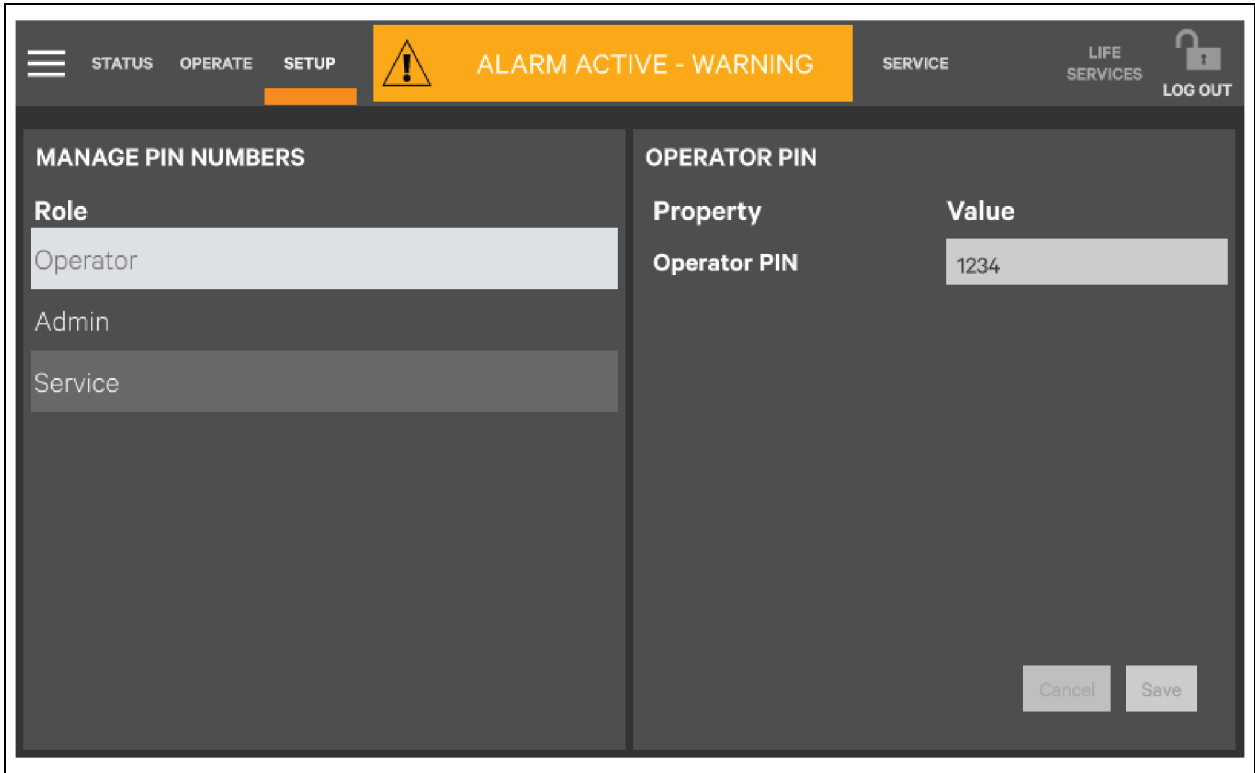 STATUS OPERATE SETUP ALARM ACTIVE - WARNING SERVICE LIFE
SERVICES
LOG OUT
MANAGE PIN NUMBERS
Role
Operator
Admin
Service
OPERATOR PIN
Property Value
Operator PIN 1234
Cancel Save